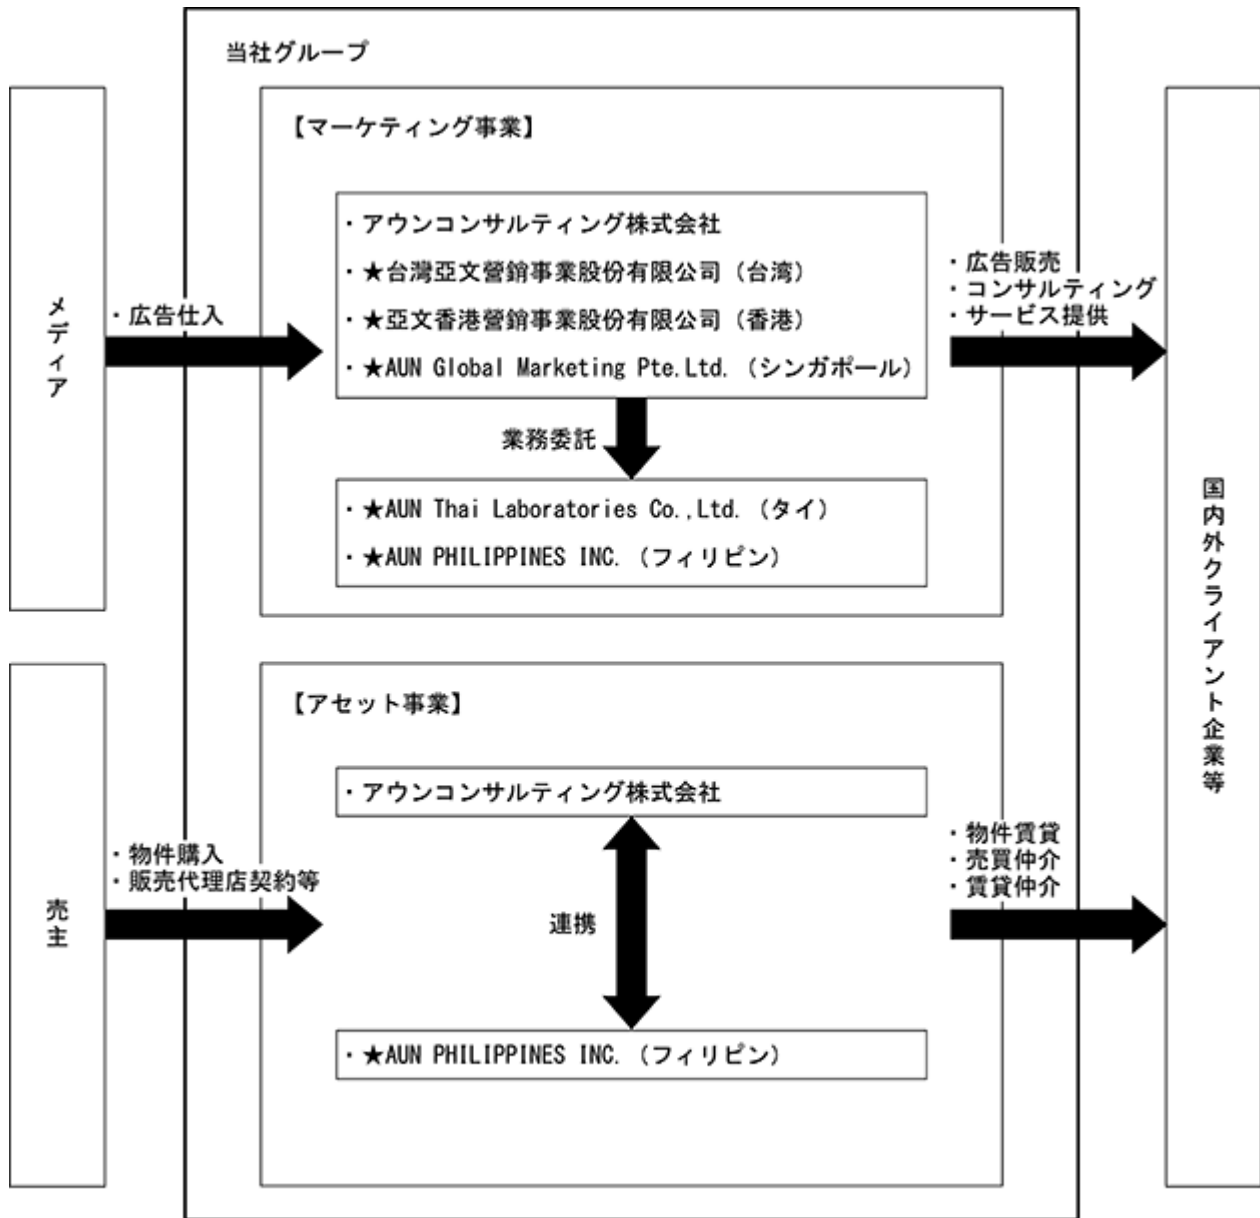 当社グループ
【マーケティング事業】
・アウンコンサルティング株式会社
・★台灣亞文營銷事業股份有限公司（台湾）
・★亞文香港營銷事業股份有限公司（香港）
・★AUN Global Marketing Pte.Ltd.（シンガポール）
業務委託
・★AUN Thai Laboratories Co.,Ltd.（タイ）
・★AUN PHILIPPINES INC.（フィリピン）
メディア
・広告仕入
・広告販売
・コンサルティング
・サービス提供
国内外クライアント企業等
【アセット事業】
・アウンコンサルティング株式会社
連携
・★AUN PHILIPPINES INC.（フィリピン）
売主
・物件購入
・販売代理店契約等
・物件賃貸
・売買仲介
・賃貸仲介